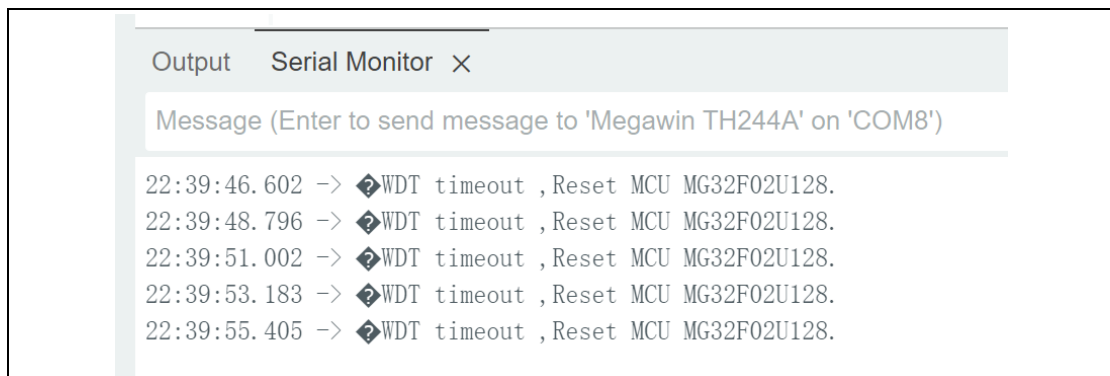 Output Serial Monitor ×
Message (Enter to send message to 'Megawin TH244A' on 'COM8')
22:39:46.602 -> �WDT timeout ,Reset MCU MG32F02U128.
22:39:48.796 -> �WDT timeout ,Reset MCU MG32F02U128.
22:39:51.002 -> �WDT timeout ,Reset MCU MG32F02U128.
22:39:53.183 -> �WDT timeout ,Reset MCU MG32F02U128.
22:39:55.405 -> �WDT timeout ,Reset MCU MG32F02U128.